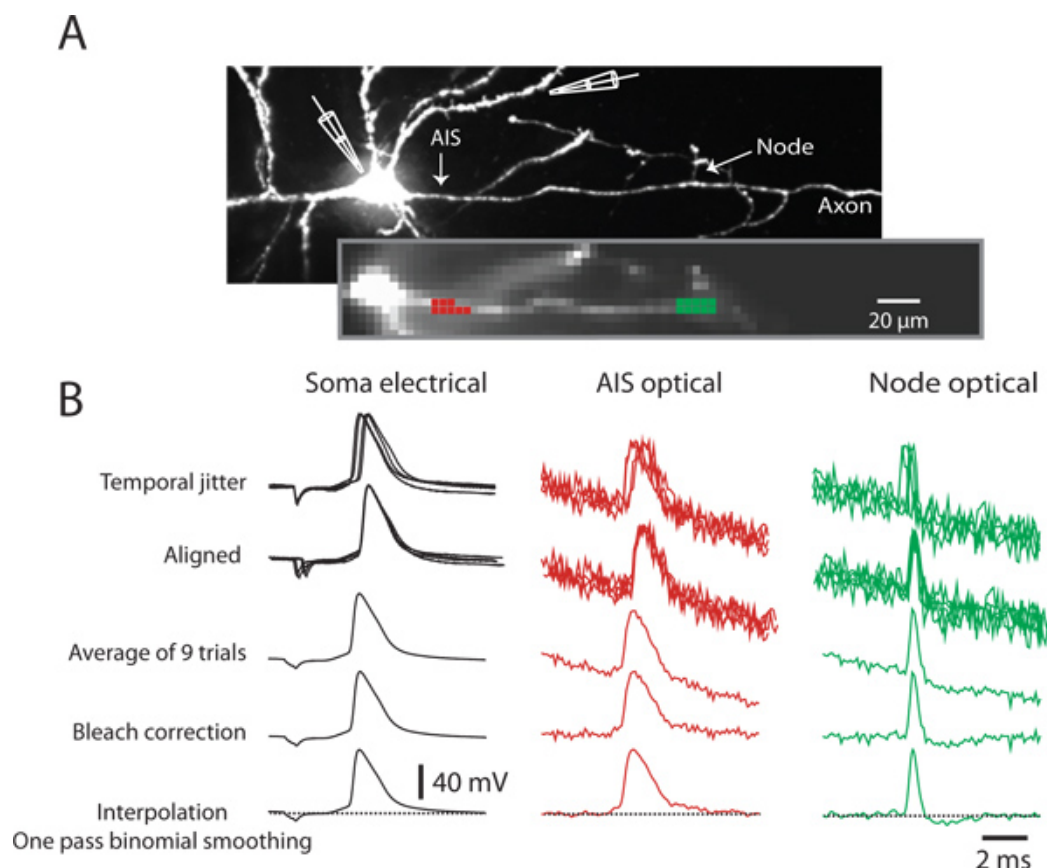 A
AIS
Node
Axon
20 μm
B
Soma electrical
AIS optical
Node optical
Temporal jitter
Aligned
Average of 9 trials
Bleach correction
40 mV
Interpolation
One pass binomial smoothing
2 ms